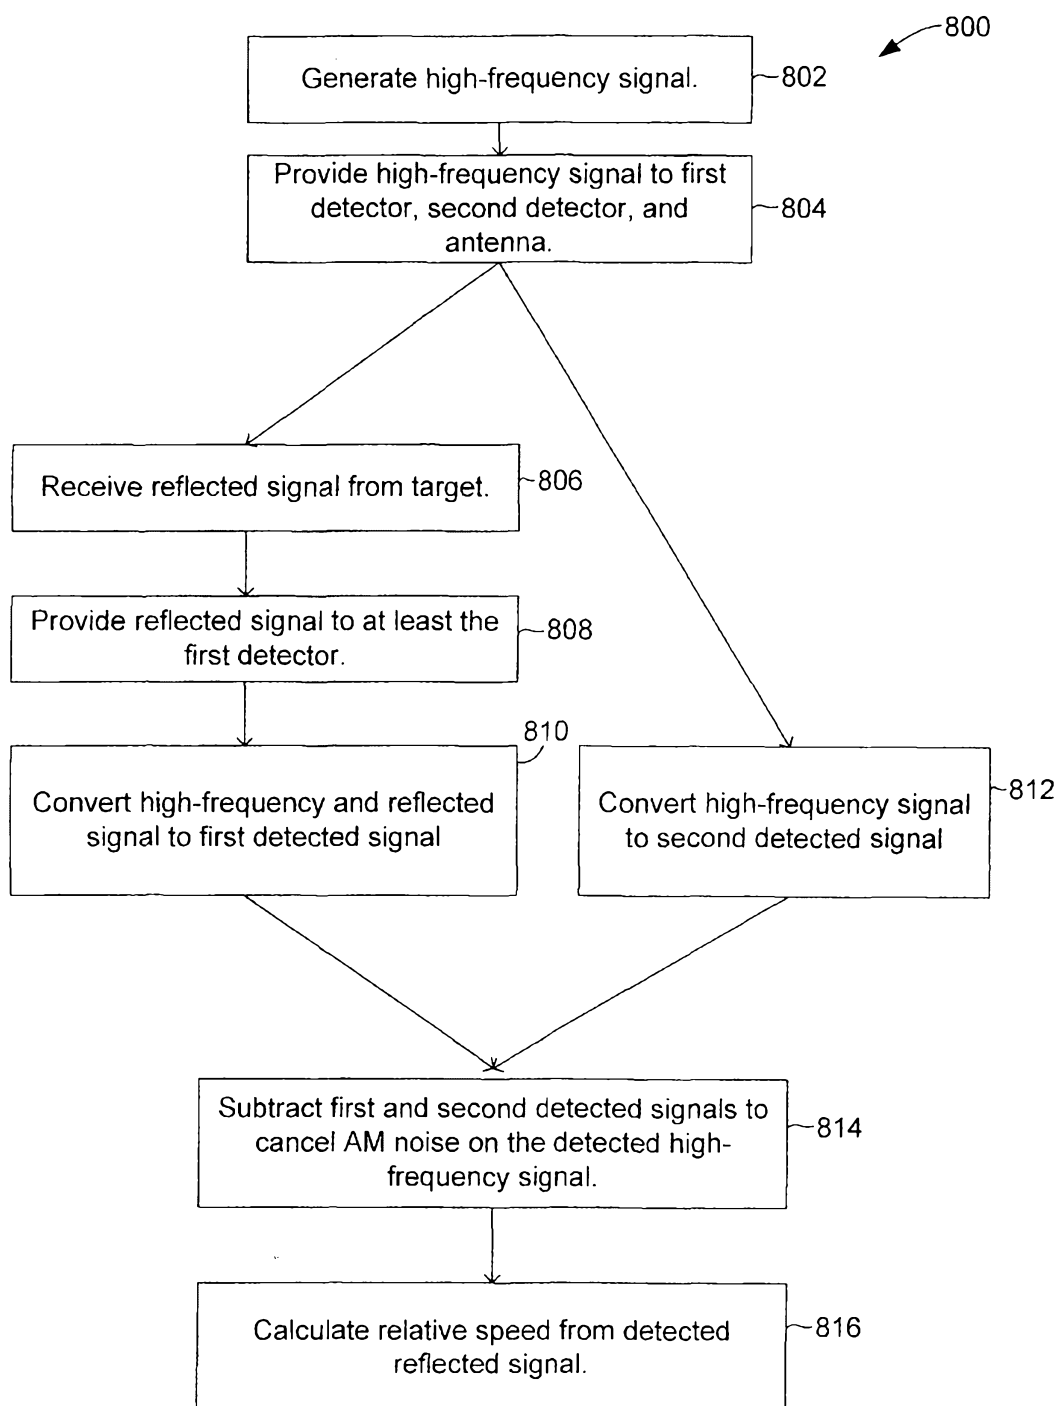 800
Generate high-frequency signal.
802
Provide high-frequency signal to first
detector, second detector, and
antenna.
804
Receive reflected signal from target.
806
Provide reflected signal to at least the
first detector.
808
810
Convert high-frequency and reflected
signal to first detected signal
Convert high-frequency signal
to second detected signal
812
Subtract first and second detected signals to
cancel AM noise on the detected high-
frequency signal.
814
Calculate relative speed from detected
reflected signal.
816